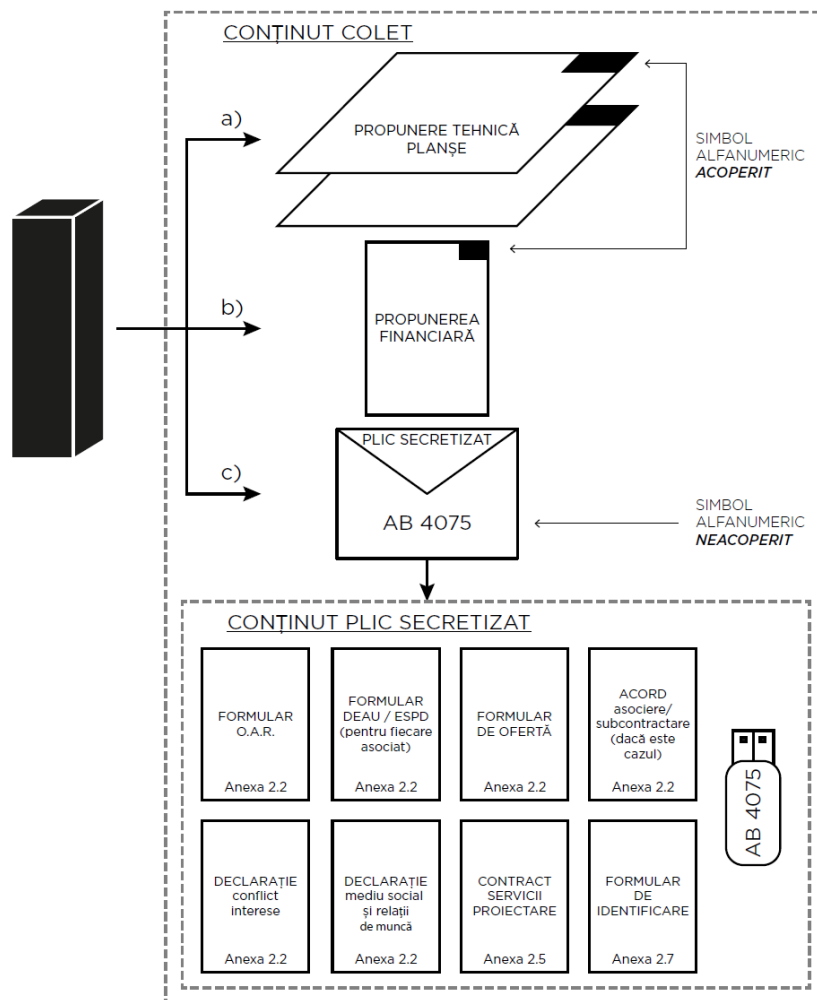 CONȚINUT COLET
a)
PROPUNERE TEHNICĂ
PLANȘE
SIMBOL
ALFANUMERIC
ACOPERIT
b)
PROPUNEREA
FINANCIARĂ
c)
PLIC SECRETIZAT
AB 4075
SIMBOL
ALFANUMERIC
NEACOPERIT
CONȚINUT PLIC SECRETIZAT
FORMULAR
O.A.R.
Anexa 2.2
FORMULAR
DEAU / ESPD
(pentru fiecare
asociat)
Anexa 2.2
FORMULAR
DE OFERTĂ
Anexa 2.2
ACORD
asociere/
subcontractare
(dacă este
cazul)
Anexa 2.2
AB 4075
DECLARAȚIE
conflict
interese
Anexa 2.2
DECLARAȚIE
mediu social
și relații
de muncă
Anexa 2.2
CONTRACT
SERVICII
PROIECTARE
Anexa 2.5
FORMULAR
DE
IDENTIFICARE
Anexa 2.7